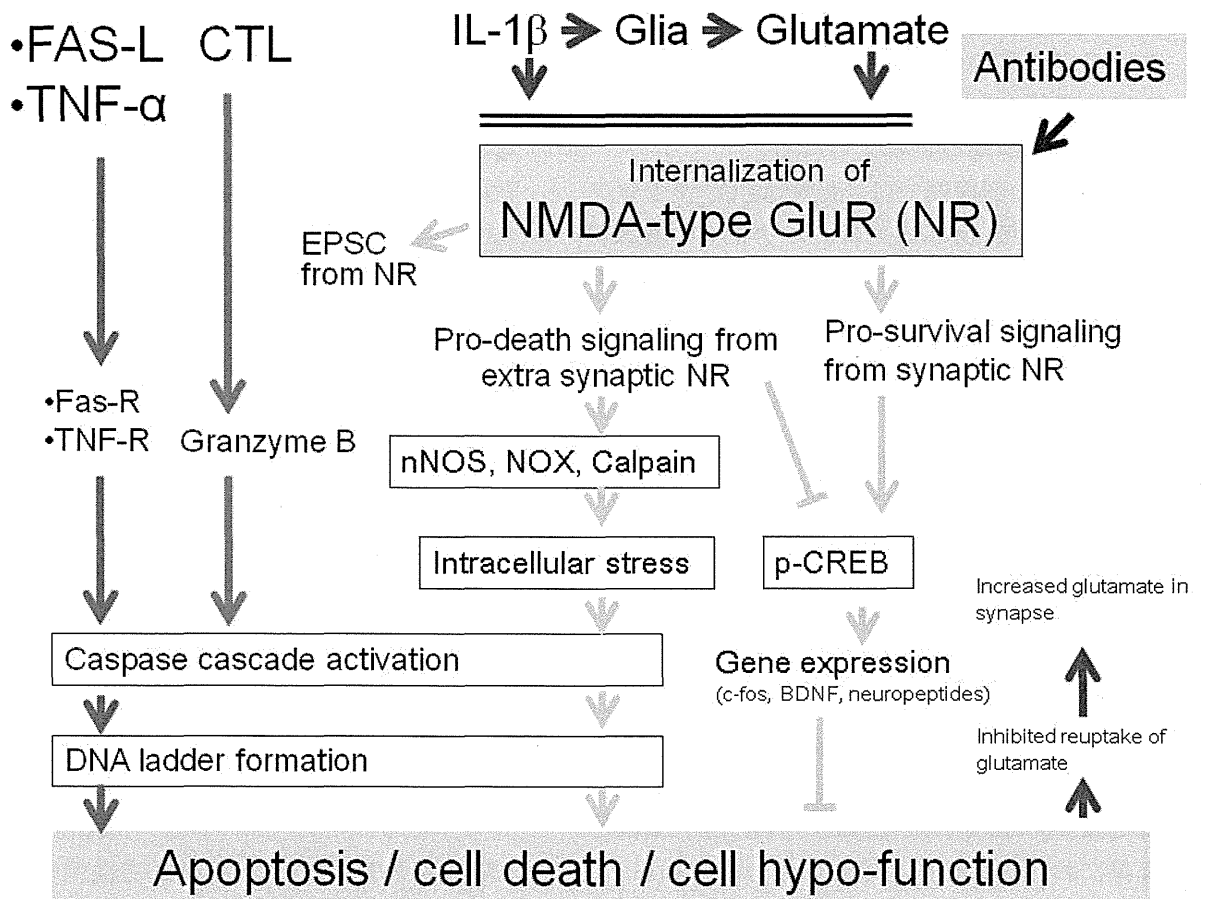 •FAS-L CTL
•TNF-α
IL-1β Glia Glutamate
Antibodies
Internalization of
NMDA-type GluR (NR)
EPSC
from NR
Pro-death signaling from
extra synaptic NR
Pro-survival signaling
from synaptic NR
•Fas-R
•TNF-R Granzyme B
nNOS, NOX, Calpain
Intracellular stress
p-CREB
Increased glutamate in
synapse
Caspase cascade activation
Gene expression
(c-fos, BDNF, neuropeptides)
Inhibited reuptake of
glutamate
DNA ladder formation
Apoptosis / cell death / cell hypo-function